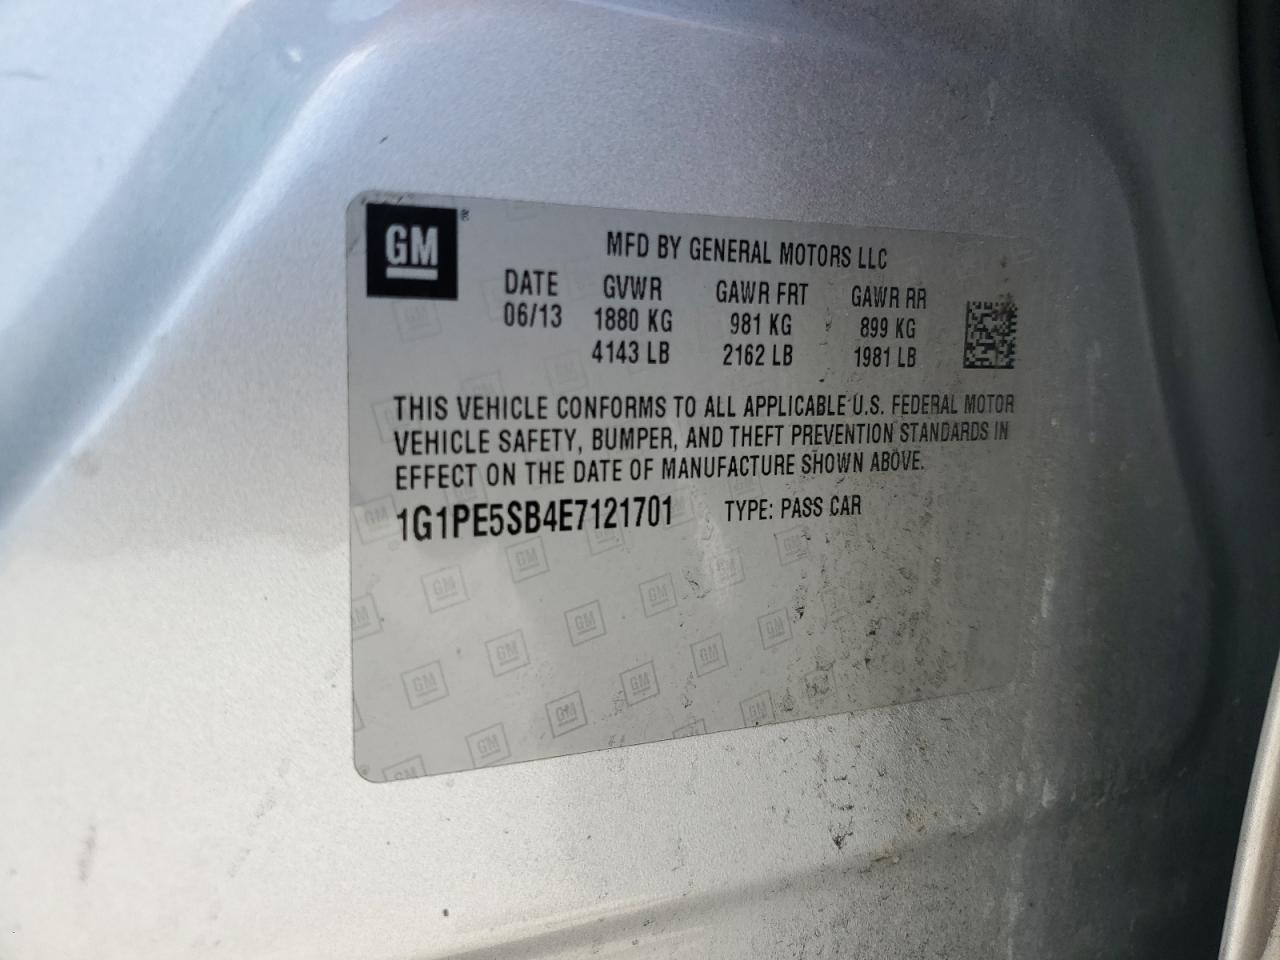 GM ®
MFD BY GENERAL MOTORS LLC
DATE GVWR GAWR FRT GAWR RR
06/13 1880 KG 981 KG 899 KG
4143 LB 2162 LB 1981 LB
THIS VEHICLE CONFORMS TO ALL APPLICABLE U.S. FEDERAL MOTOR
VEHICLE SAFETY, BUMPER, AND THEFT PREVENTION STANDARDS IN
EFFECT ON THE DATE OF MANUFACTURE SHOWN ABOVE.
1G1PE5SB4E7121701 TYPE: PASS CAR